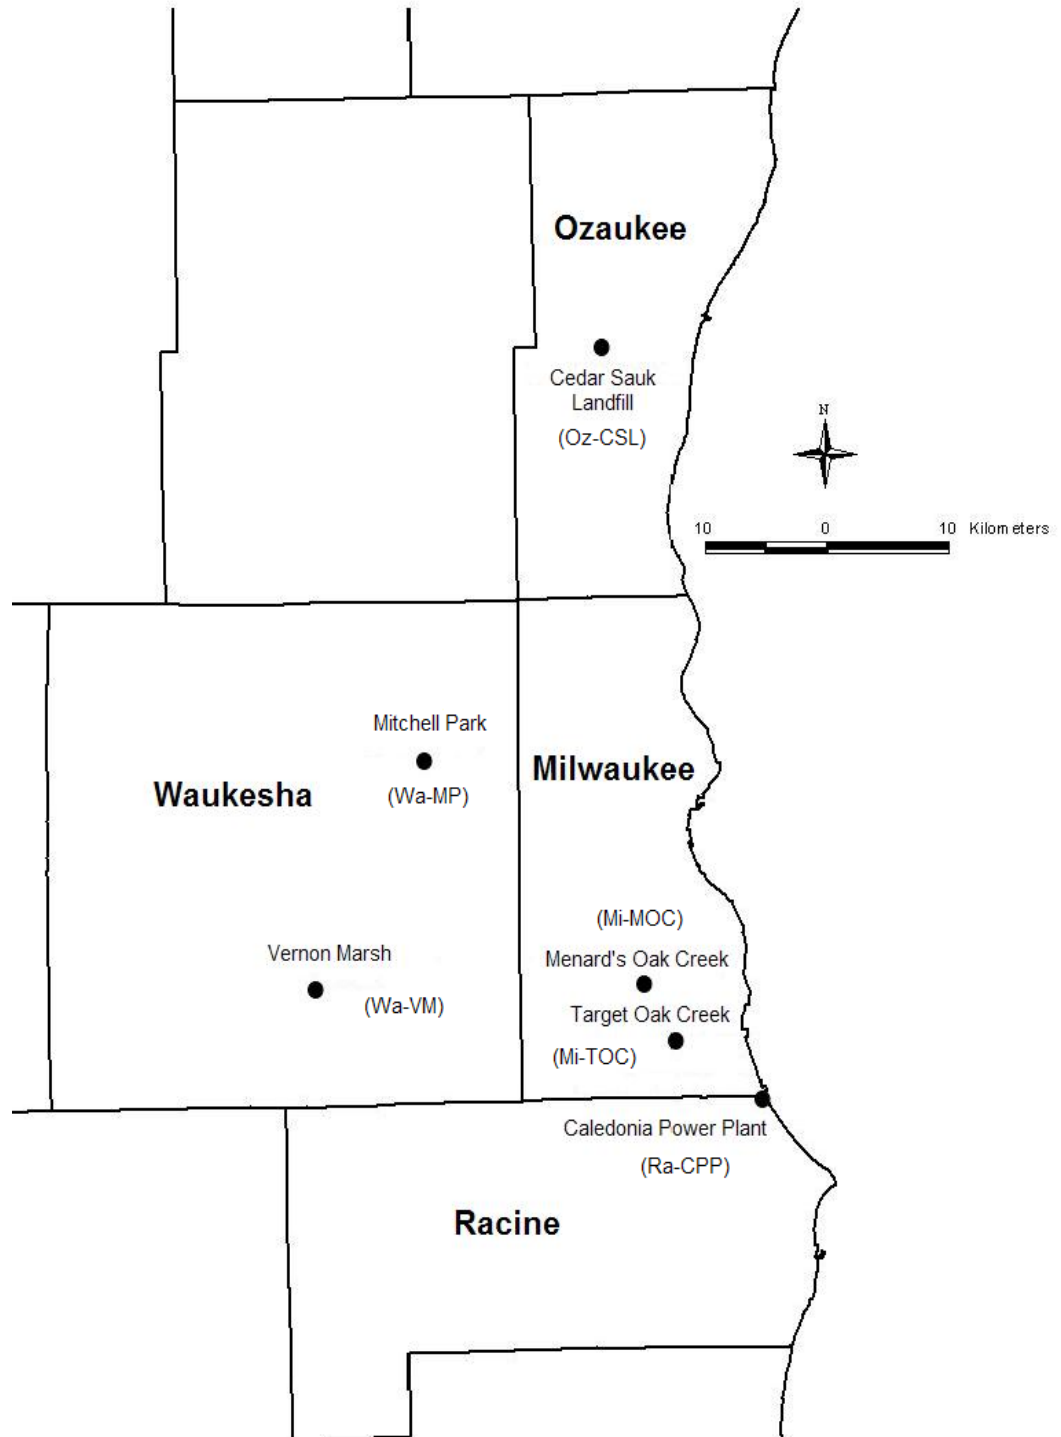 Ozaukee
Cedar Sauk
Landfill
(Oz-CSL)
N
10 0 10 Kilometers
Mitchell Park
(Wa-MP)
Waukesha
Milwaukee
Vernon Marsh
(Wa-VM)
(Mi-MOC)
Menard's Oak Creek
Target Oak Creek
(Mi-TOC)
Caledonia Power Plant
(Ra-CPP)
Racine